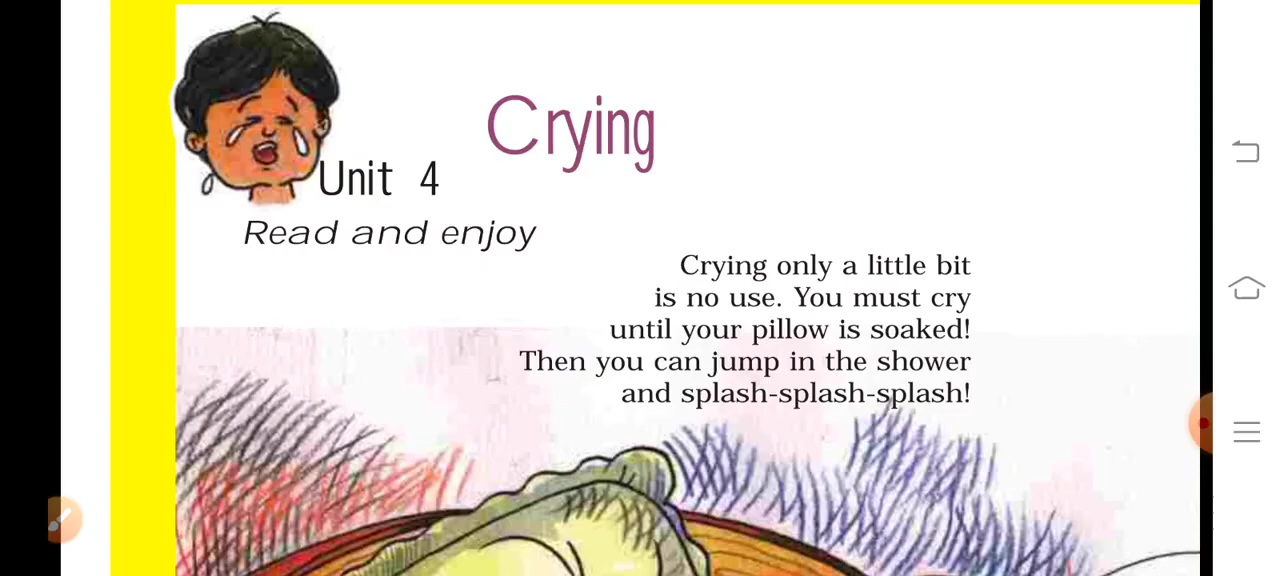 Crying
Unit 4
Read and enjoy
Crying only a little bit
is no use. You must cry
until your pillow is soaked!
Then you can jump in the shower
and splash-splash-splash!